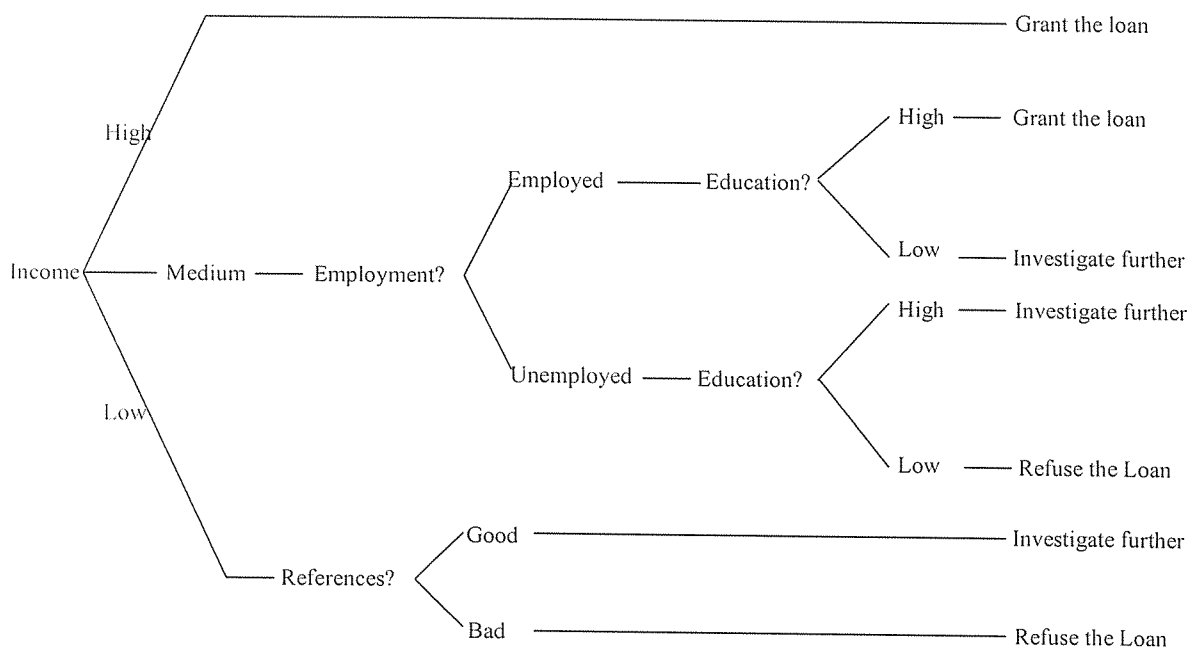 Grant the loan
High
High — Grant the loan
Employed — Education?
Low — Investigate further
Income — Medium — Employment?
High — Investigate further
Unemployed — Education?
Low
Low — Refuse the Loan
Good — Investigate further
References?
Bad — Refuse the Loan